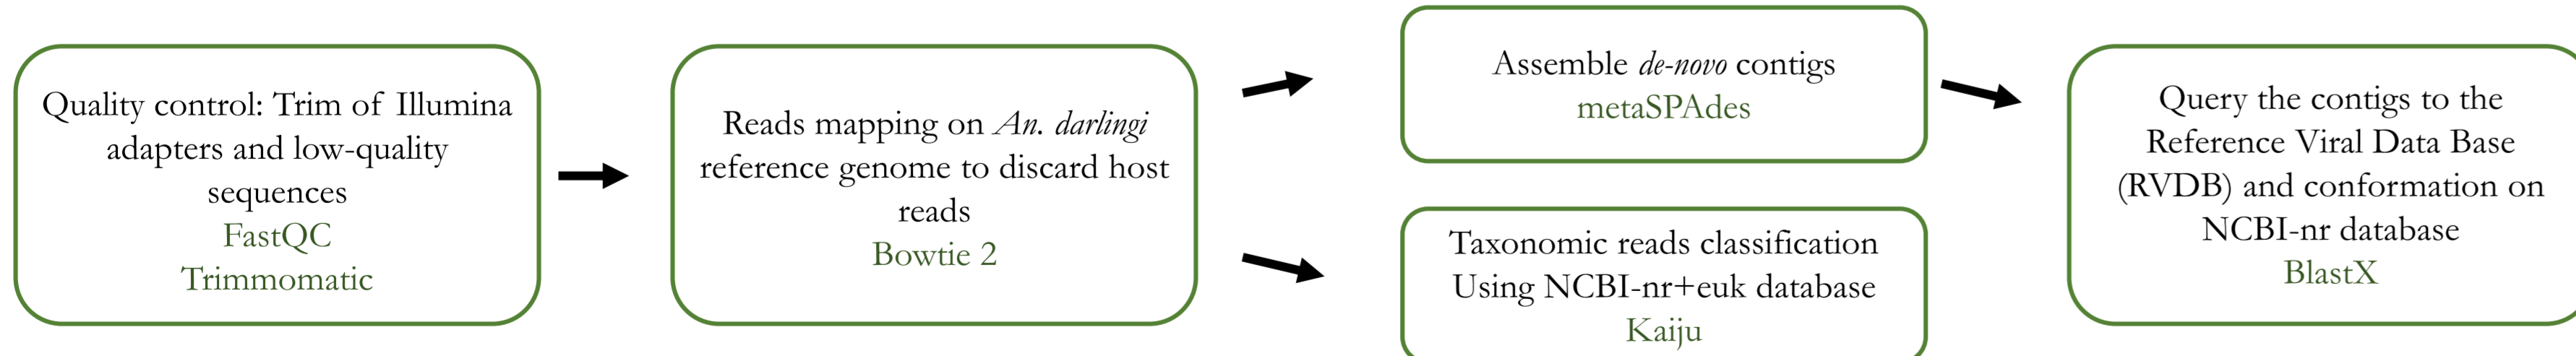 Quality control: Trim of Illumina
adapters and low-quality
sequences
FastQC
Trimmomatic
Reads mapping on An. darlingi
reference genome to discard host
reads
Bowtie 2
Assemble de-novo contigs
metaSPAdes
Taxonomic reads classification
Using NCBI-nr+euk database
Kaiju
Query the contigs to the
Reference Viral Data Base
(RVDB) and conformation on
NCBI-nr database
BlastX